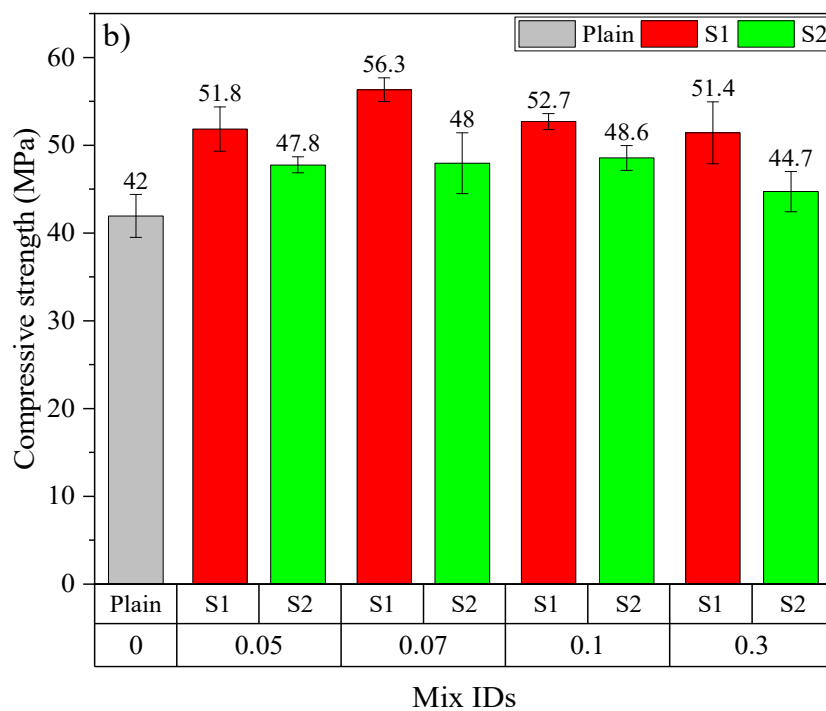 b)
Plain S1 S2
Compressive strength (MPa)
60
50
40
30
20
10
0
42
51.8
47.8
56.3
48
52.7
48.6
51.4
44.7
Plain S1 S2 S1 S2 S1 S2 S1 S2
0 0.05 0.07 0.1 0.3
Mix IDs